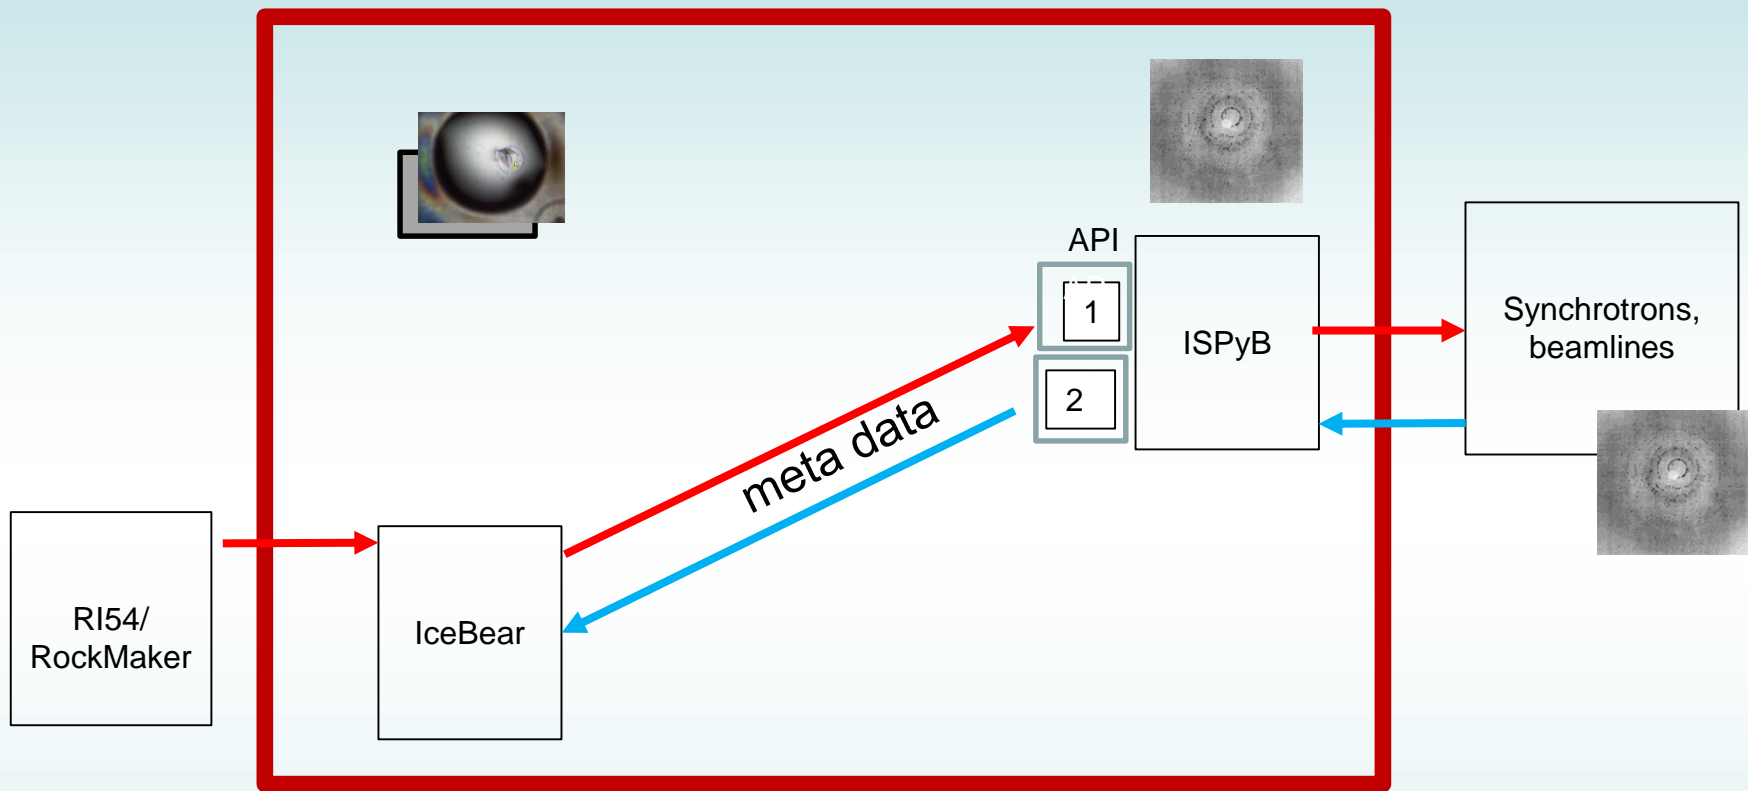 API
1
ISPyB
Synchrotrons,
beamlines
2
meta data
RI54/
RockMaker
IceBear